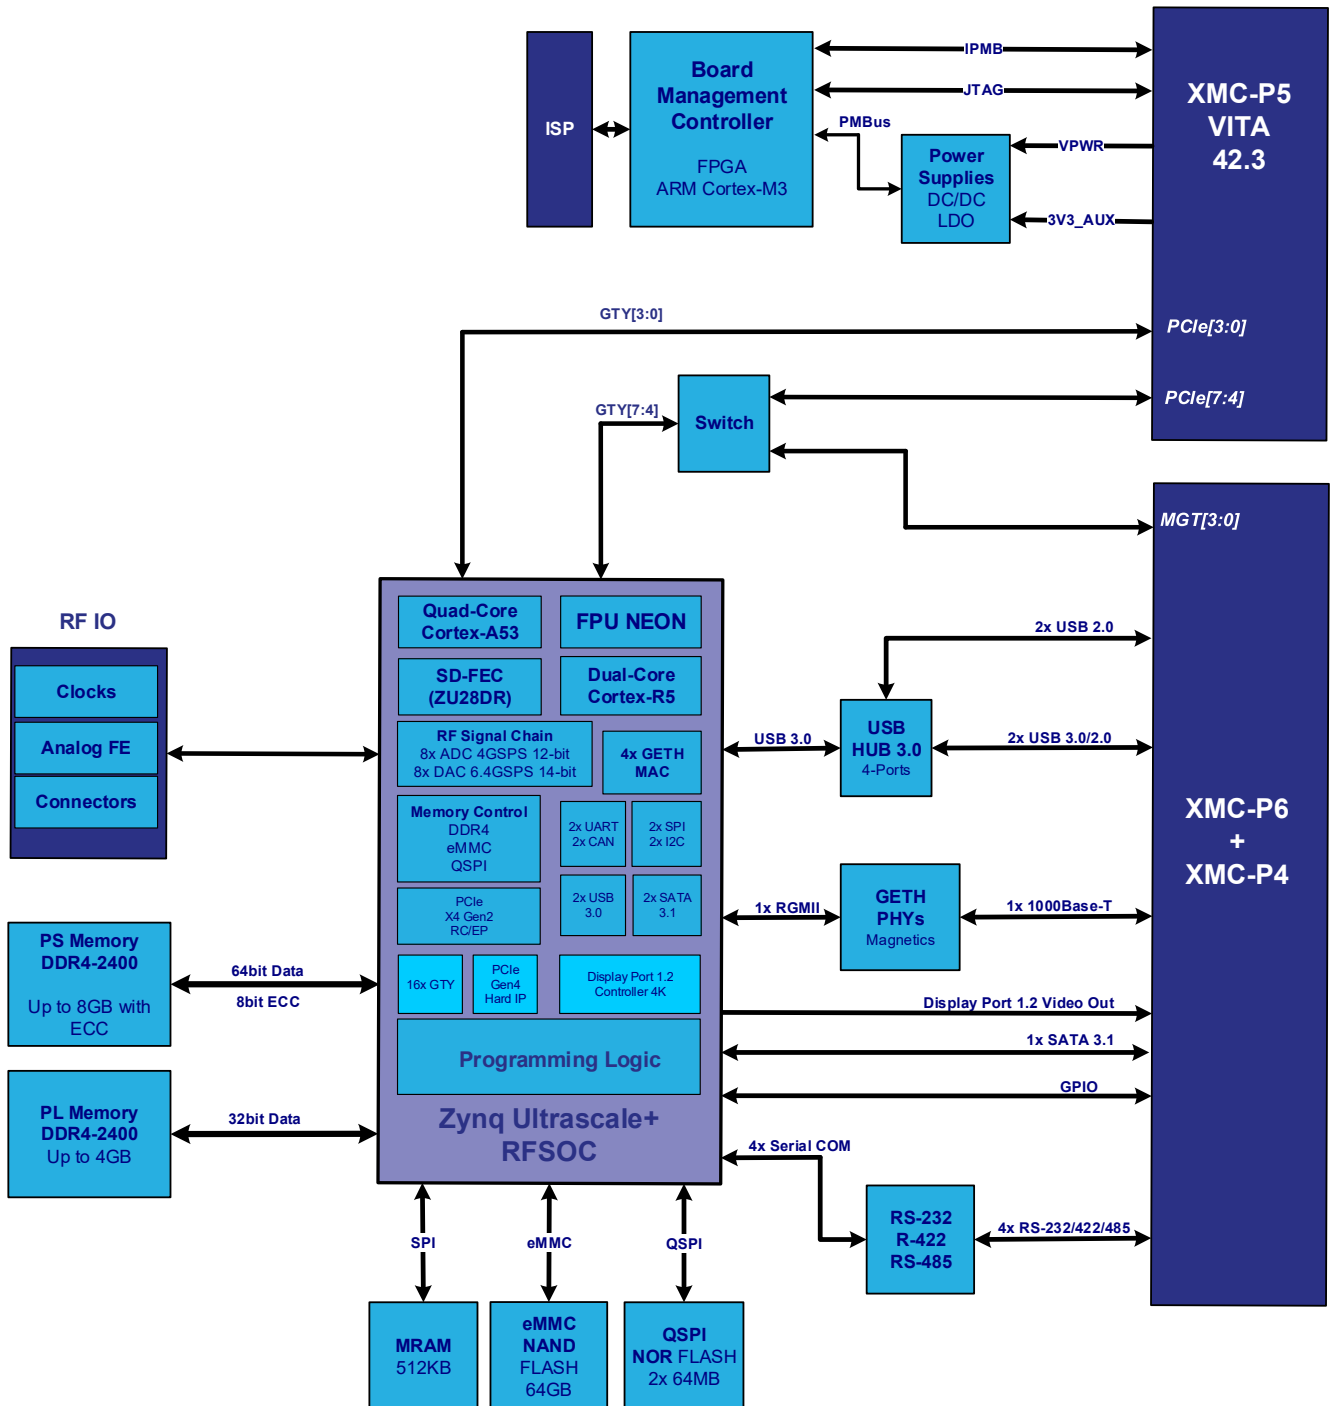 ISP
Board
Management
Controller
FPGA
ARM Cortex-M3
IPMB
JTAG
PMBus
Power
Supplies
DC/DC
LDO
VPWR
3V3_AUX
XMC-P5
VITA
42.3
GTY[3:0]
PCIe[3:0]
GTY[7:4]
Switch
PCIe[7:4]
MGT[3:0]
RF IO
Clocks
Analog FE
Connectors
Quad-Core
Cortex-A53
FPU NEON
SD-FEC
(ZU28DR)
Dual-Core
Cortex-R5
RF Signal Chain
8x ADC 4GSPS 12-bit
8x DAC 6.4GSPS 14-bit
4x GETH
MAC
Memory Control
DDR4
eMMC
QSPI
2x UART
2x CAN
2x SPI
2x I2C
PCIe
X4 Gen2
RC/EP
2x USB
3.0
2x SATA
3.1
16x GTY
PCIe
Gen4
Hard IP
Display Port 1.2
Controller 4K
Programming Logic
Zynq Ultrascale+
RFSOC
2x USB 2.0
USB 3.0
USB
HUB 3.0
4-Ports
2x USB 3.0/2.0
XMC-P6
+
XMC-P4
1x RGMII
GETH
PHYs
Magnetics
1x 1000Base-T
Display Port 1.2 Video Out
1x SATA 3.1
GPIO
4x Serial COM
RS-232
R-422
RS-485
4x RS-232/422/485
PS Memory
DDR4-2400
Up to 8GB with
ECC
64bit Data
8bit ECC
PL Memory
DDR4-2400
Up to 4GB
32bit Data
SPI
eMMC
QSPI
MRAM
512KB
eMMC
NAND
FLASH
64GB
QSPI
NOR FLASH
2x 64MB